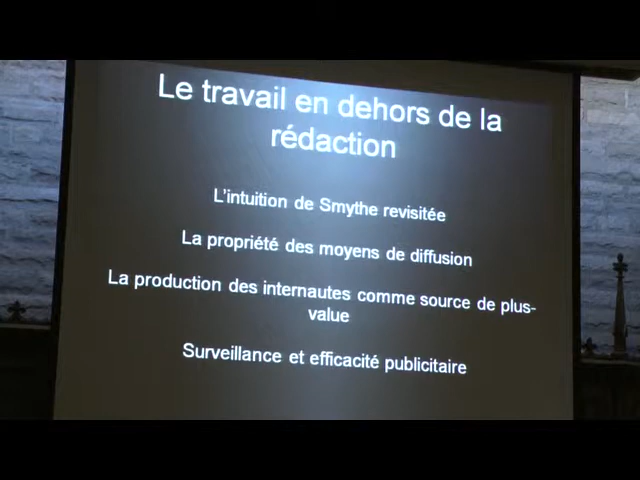 Le travail en dehors de la
rédaction
L'intuition de Smythe revisitée
La propriété des moyens de diffusion
La production des internautes comme source de plus-
value
Surveillance et efficacité publicitaire